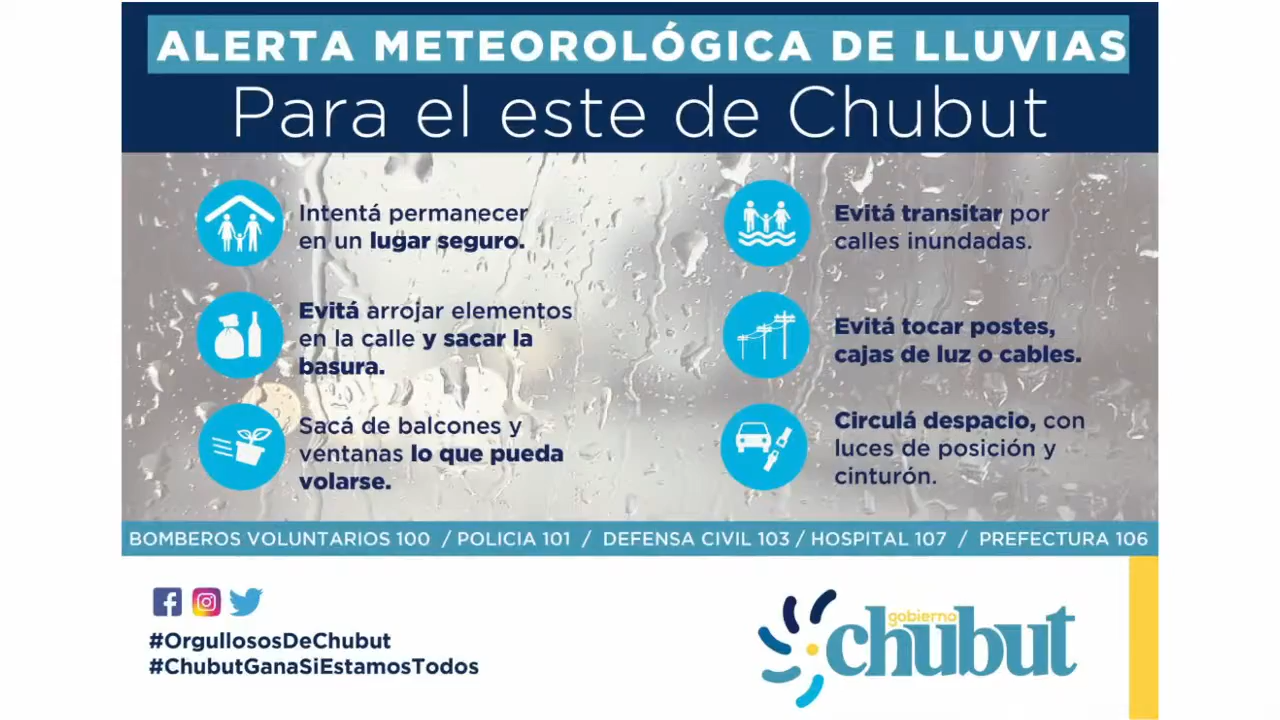 ALERTA METEOROLÓGICA DE LLUVIAS
Para el este de Chubut
Intentá permanecer
en un lugar seguro.
Evitá arrojar elementos
en la calle y sacar la
basura.
Sacá de balcones y
ventanas lo que pueda
volarse.
Evitá transitar por
calles inundadas.
Evitá tocar postes,
cajas de luz o cables.
Circulá despacio, con
luces de posición y
cinturón.
BOMBEROS VOLUNTARIOS 100 / POLICIA 101 / DEFENSA CIVIL 103 / HOSPITAL 107 / PREFECTURA 106
#OrgullososDeChubut
#ChubutGanaSiEstamosTodos
gobierno
chubut